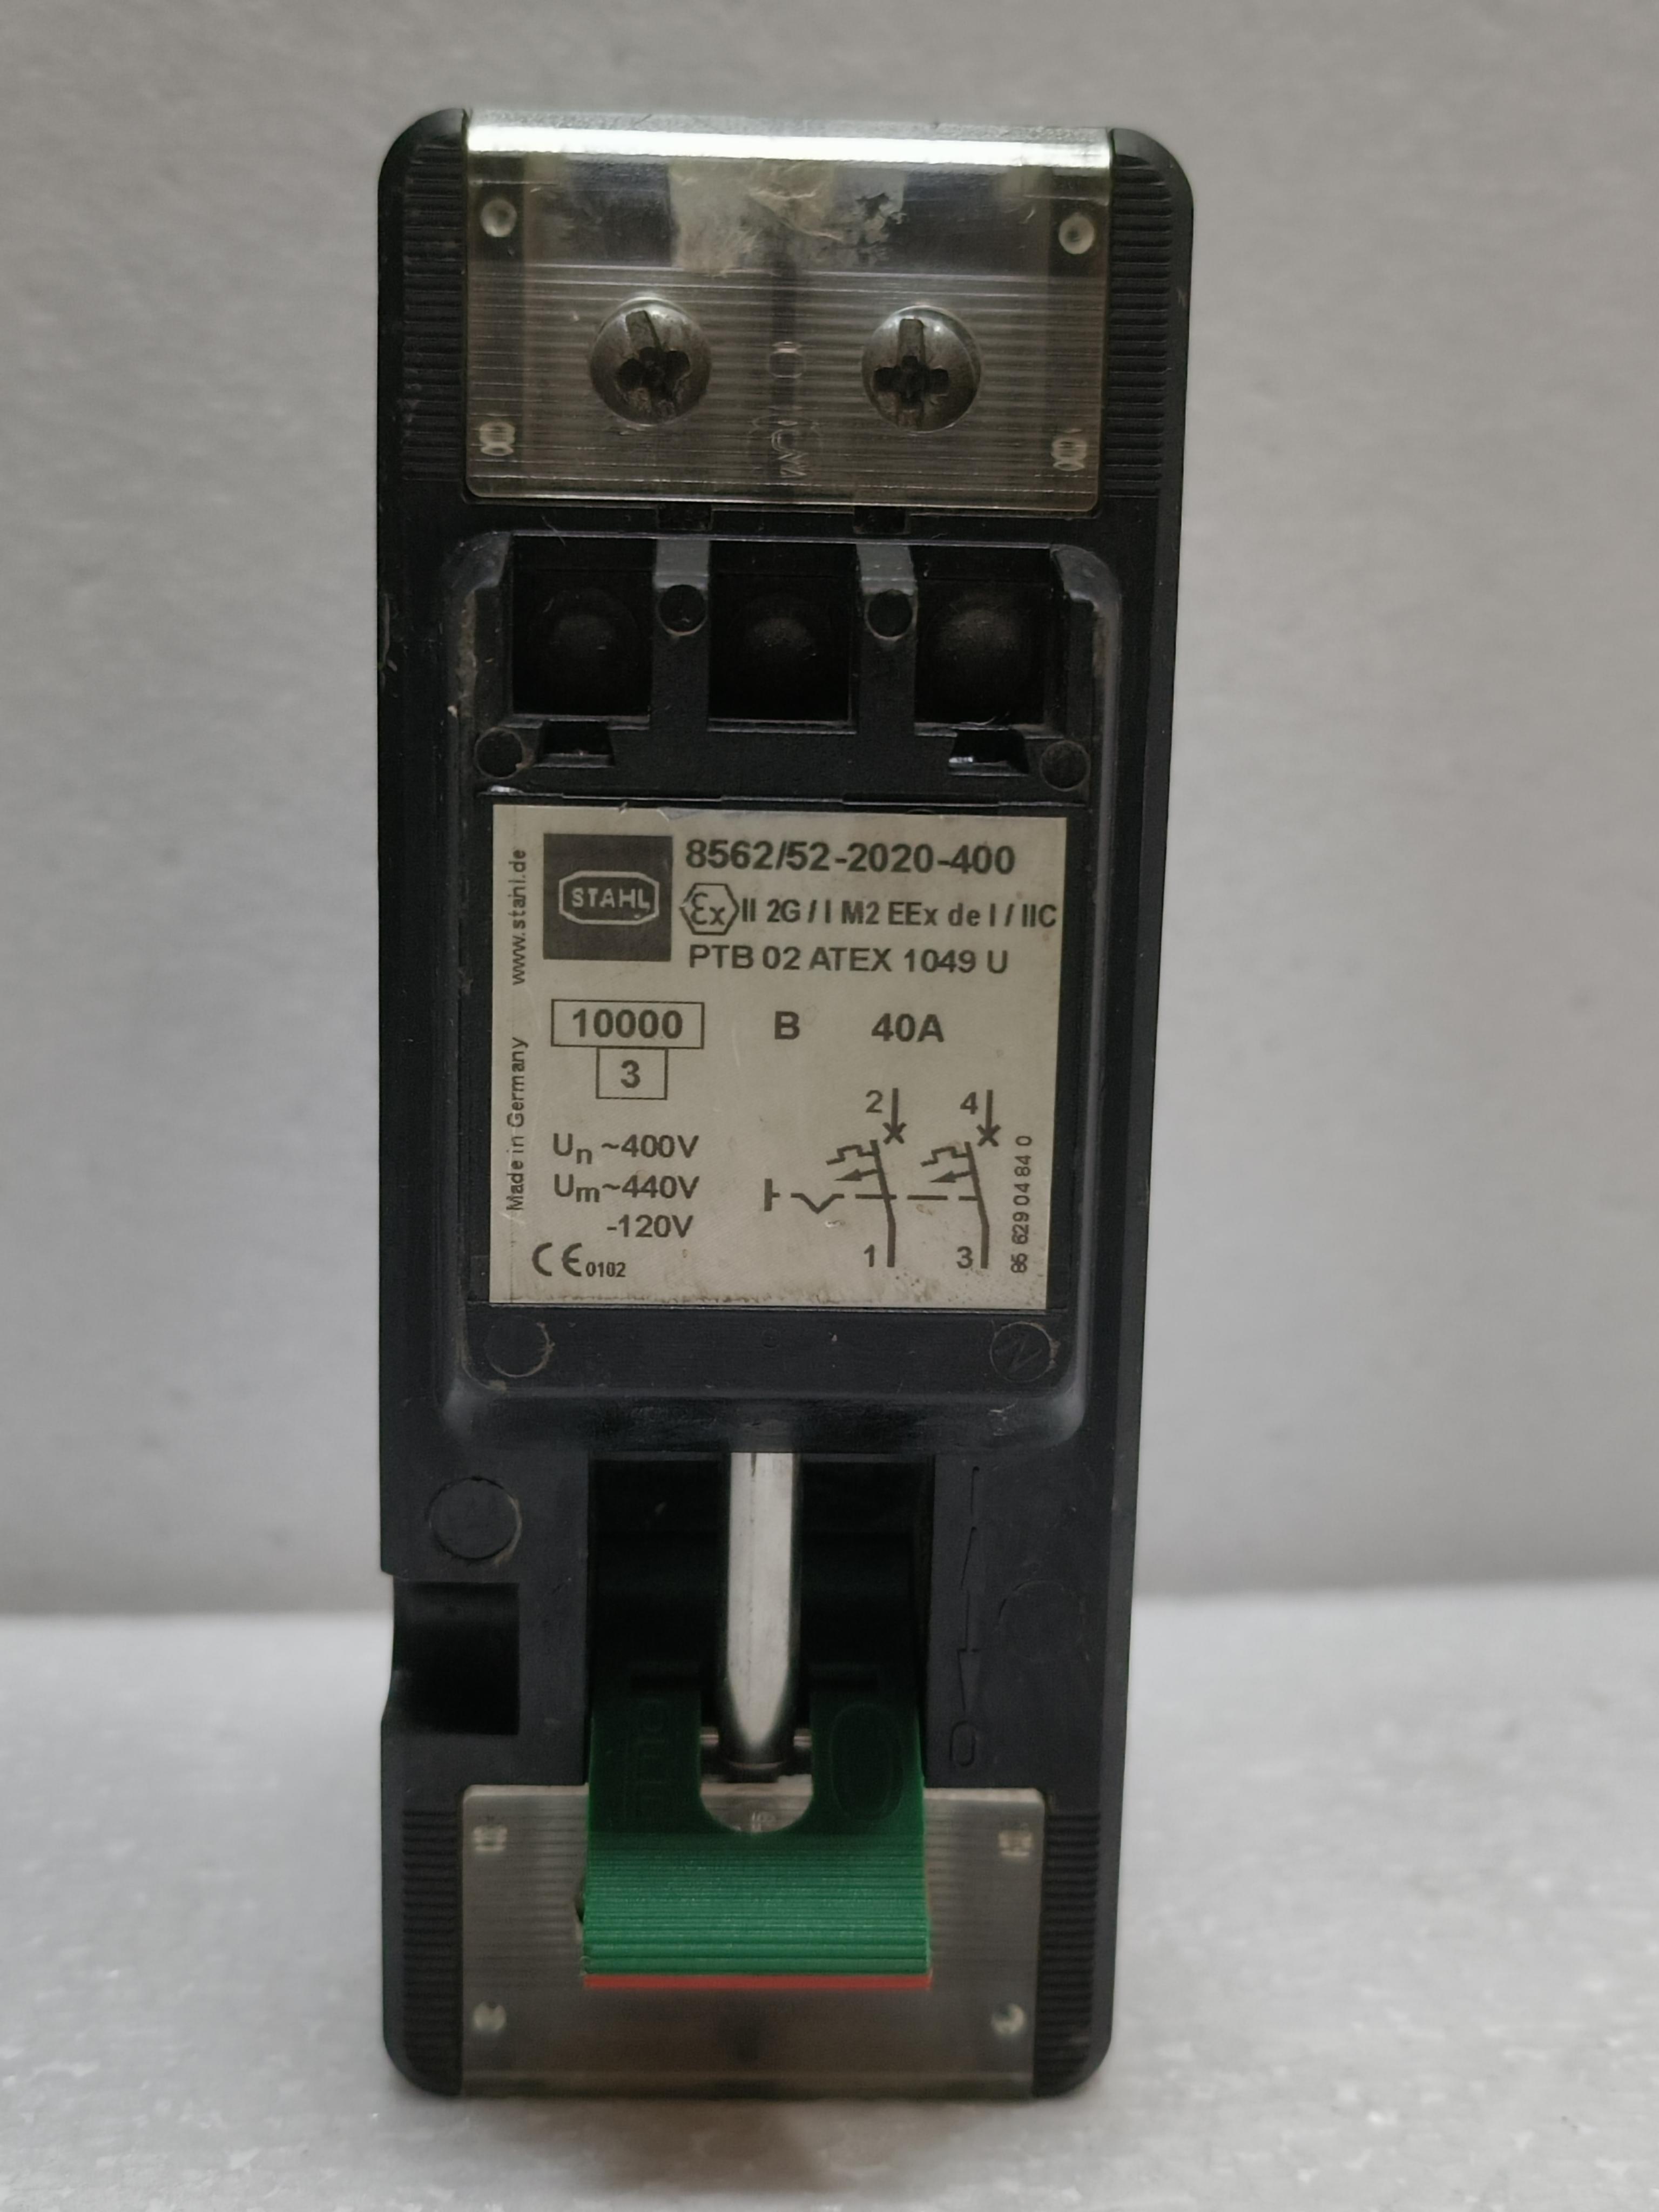 STAHL
8562/52-2020-400
Ex II 2G / I M2 EEx de I / IIC
PTB 02 ATEX 1049 U
www.stahl.de
Made in Germany
10000 B 40A
3
2 4
Un ~400V
Um~440V
-120V
1 3
CE 0102
85 629 04 84 0
I
O
O